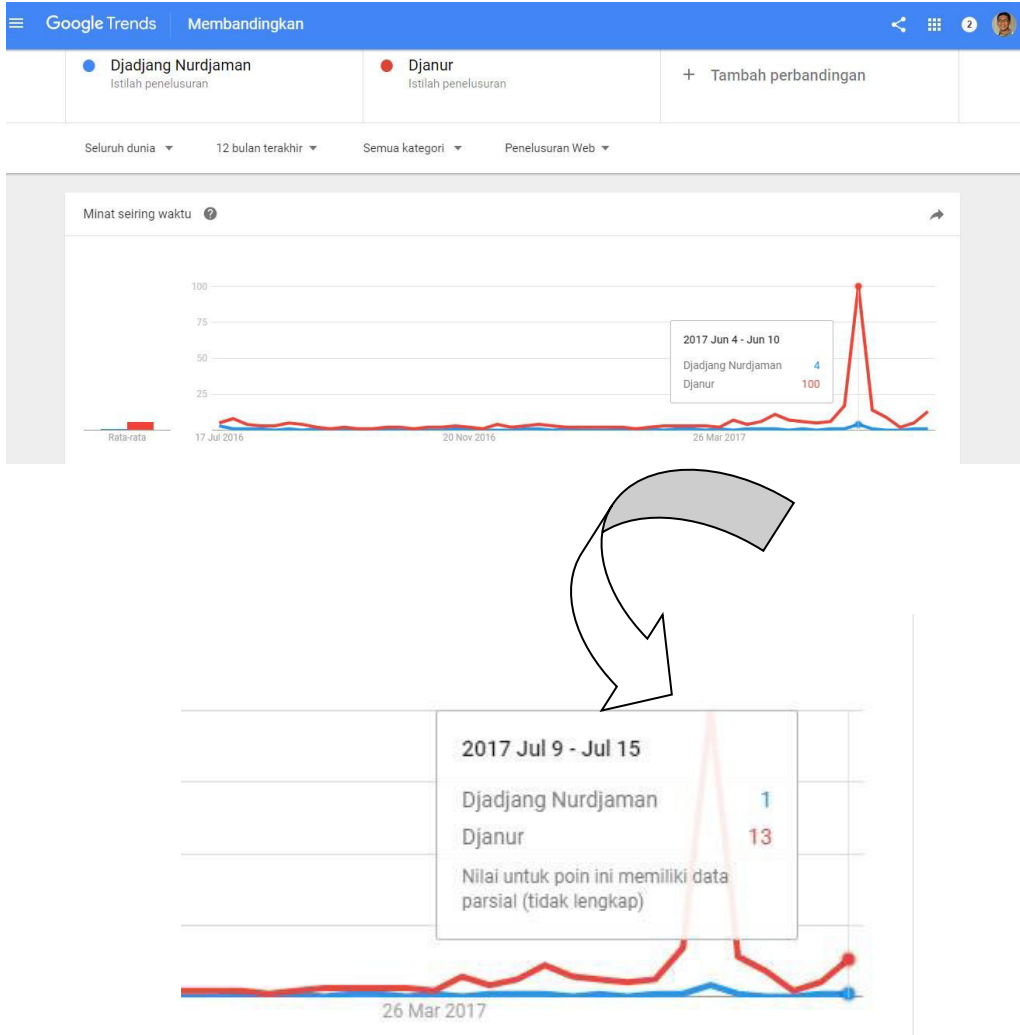 Google Trends Membandingkan 2
Djadjang Nurdjaman
Istilah penelusuran
Djanur
Istilah penelusuran
+ Tambah perbandingan
Seluruh dunia 12 bulan terakhir Semua kategori Penelusuran Web
Minat seiring waktu ?
100
75
50
25
2017 Jun 4 - Jun 10
Djadjang Nurdjaman 4
Djanur 100
Rata-rata 17 Jul 2016 20 Nov 2016 26 Mar 2017
2017 Jul 9 - Jul 15
Djadjang Nurdjaman 1
Djanur 13
Nilai untuk poin ini memiliki data
parsial (tidak lengkap)
26 Mar 2017